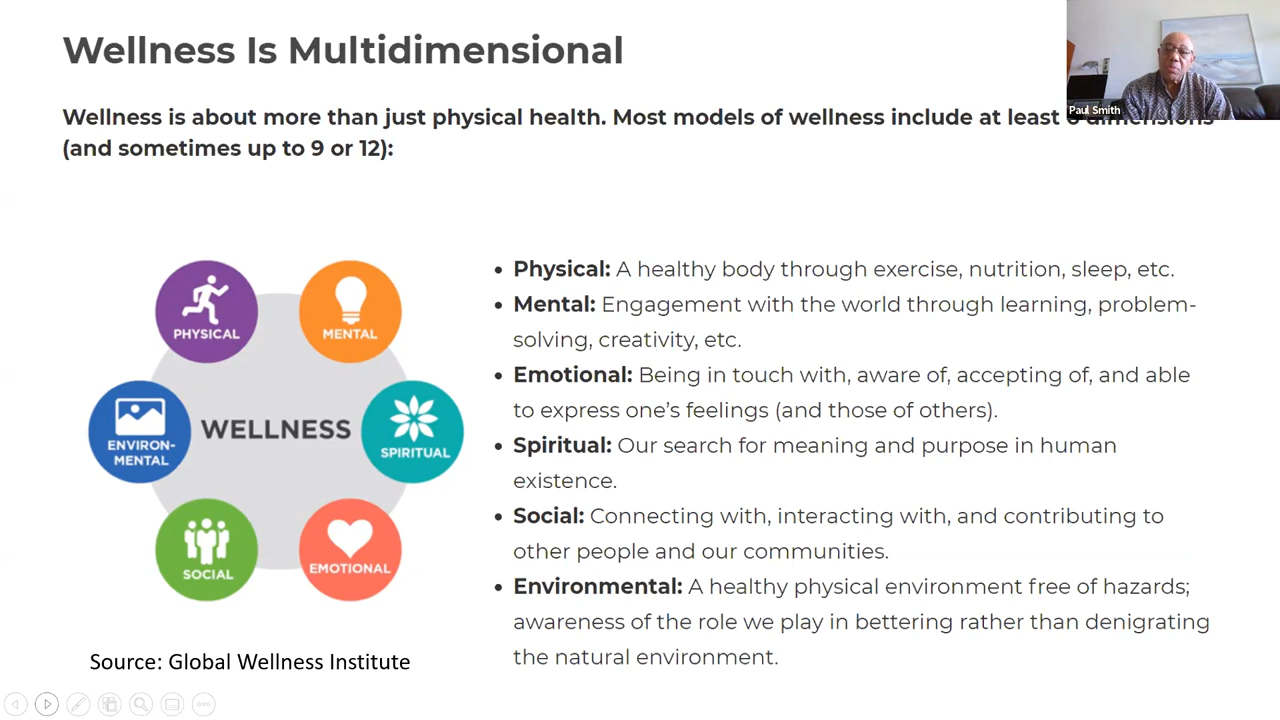 Wellness Is Multidimensional
Wellness is about more than just physical health. Most models of wellness include at least 6 dimensions
(and sometimes up to 9 or 12):
Paul Smith
PHYSICAL
MENTAL
ENVIRON-
MENTAL
WELLNESS
SPIRITUAL
SOCIAL
EMOTIONAL
Source: Global Wellness Institute
• Physical: A healthy body through exercise, nutrition, sleep, etc.
• Mental: Engagement with the world through learning, problem-
solving, creativity, etc.
• Emotional: Being in touch with, aware of, accepting of, and able
to express one’s feelings (and those of others).
• Spiritual: Our search for meaning and purpose in human
existence.
• Social: Connecting with, interacting with, and contributing to
other people and our communities.
• Environmental: A healthy physical environment free of hazards;
awareness of the role we play in bettering rather than denigrating
the natural environment.